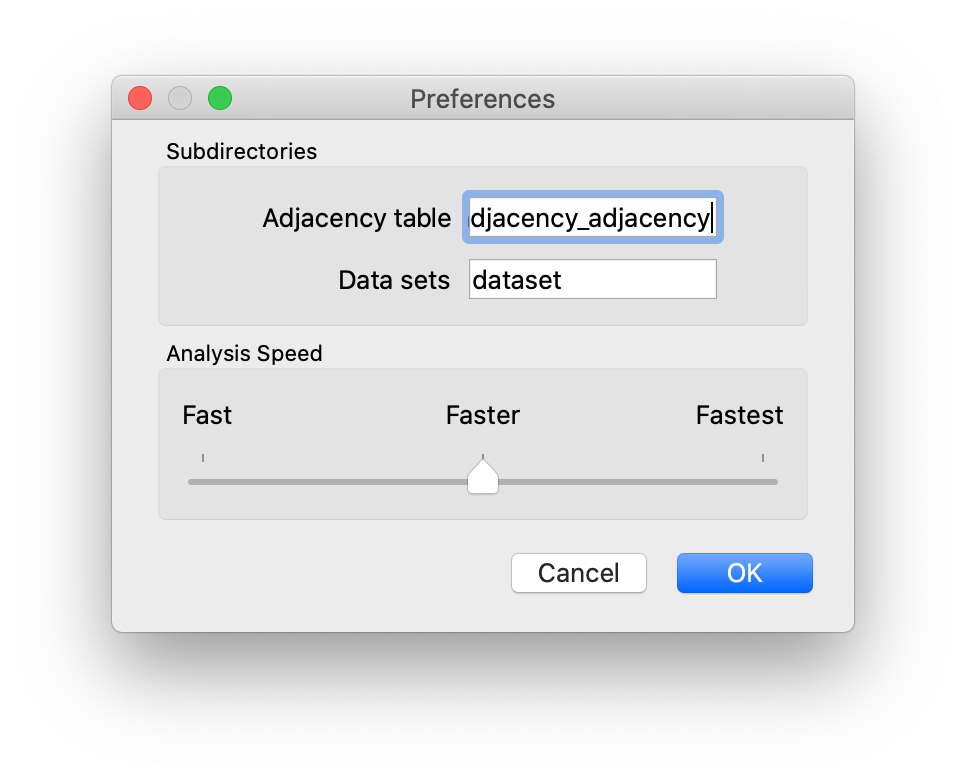 Preferences
Subdirectories
Adjacency table djacency_adjacency
Data sets dataset
Analysis Speed
Fast Faster Fastest
Cancel OK